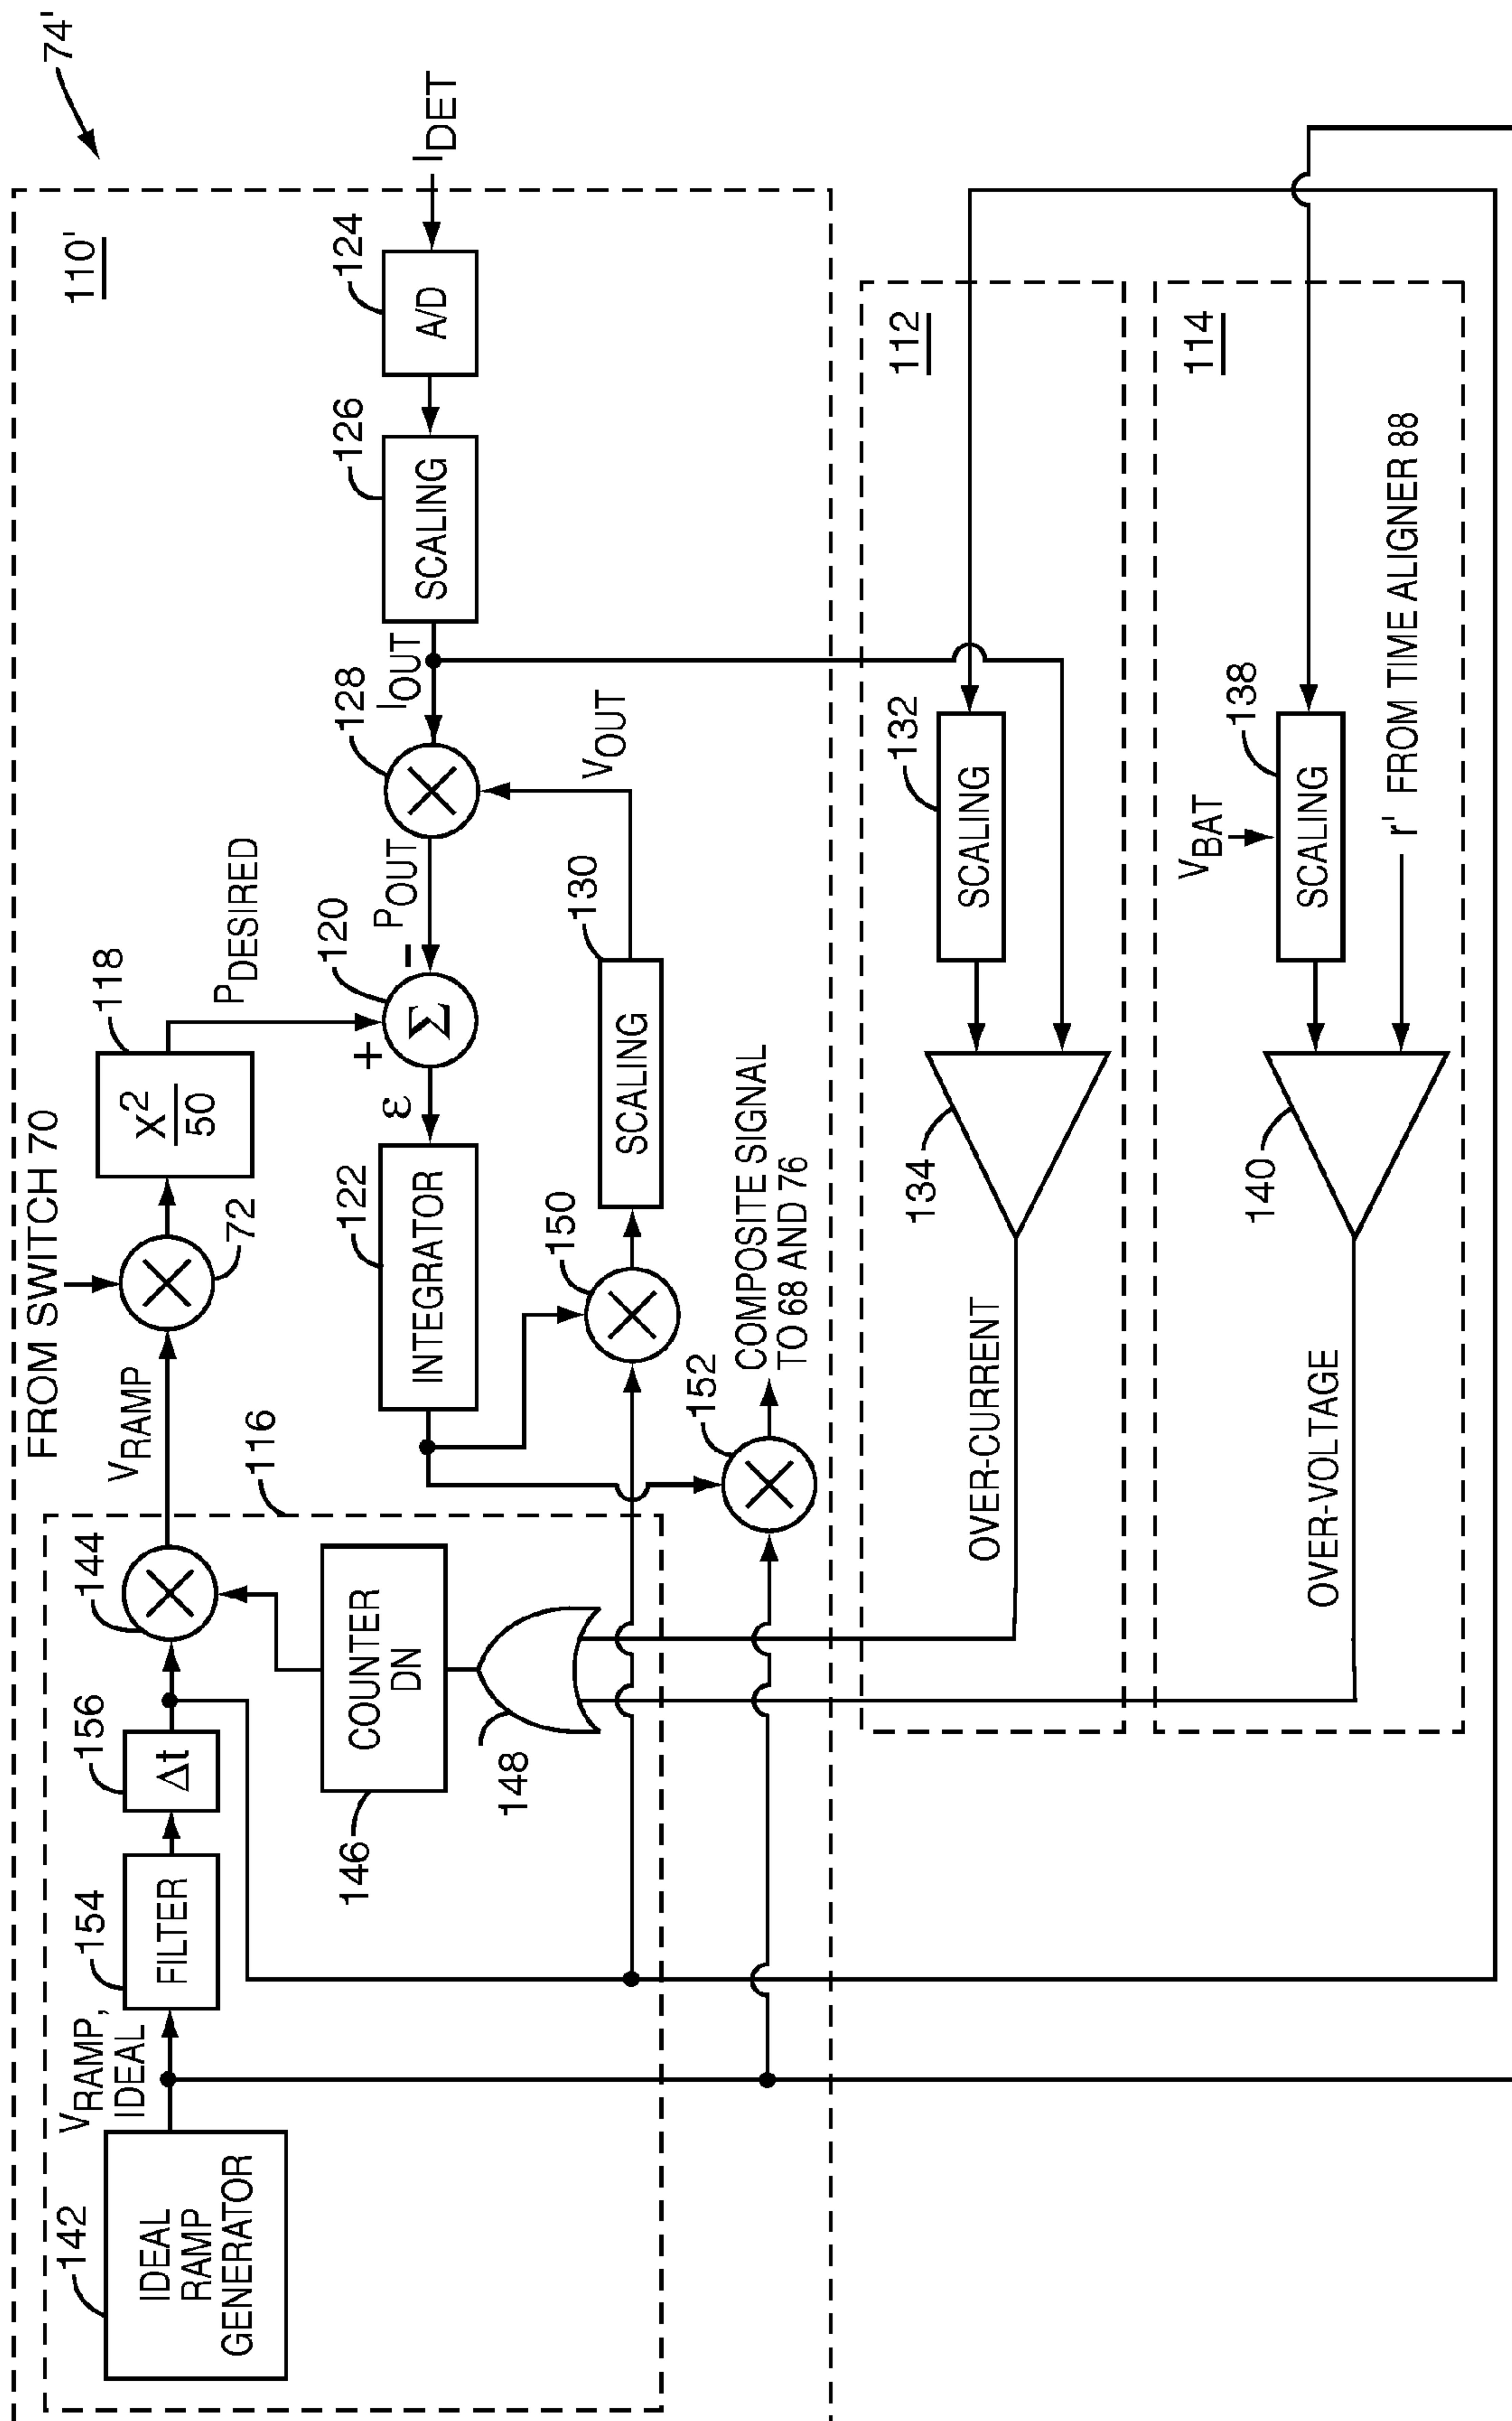 74'
110'
FROM SWITCH 70
116
142
IDEAL
RAMP
GENERATOR
VRAMP,
IDEAL
154
FILTER
156
Δt
144
VRAMP
72
118
x²
50
PDESIRED
146
COUNTER
DN
148
122
INTEGRATOR
ε
+
120
Σ
−
POUT
128
IOUT
126
SCALING
124
A/D
IDET
150
130
SCALING
VOUT
152
COMPOSITE SIGNAL
TO 68 AND 76
112
OVER-CURRENT
134
132
SCALING
114
OVER-VOLTAGE
140
VBAT
138
SCALING
r' FROM TIME ALIGNER 88